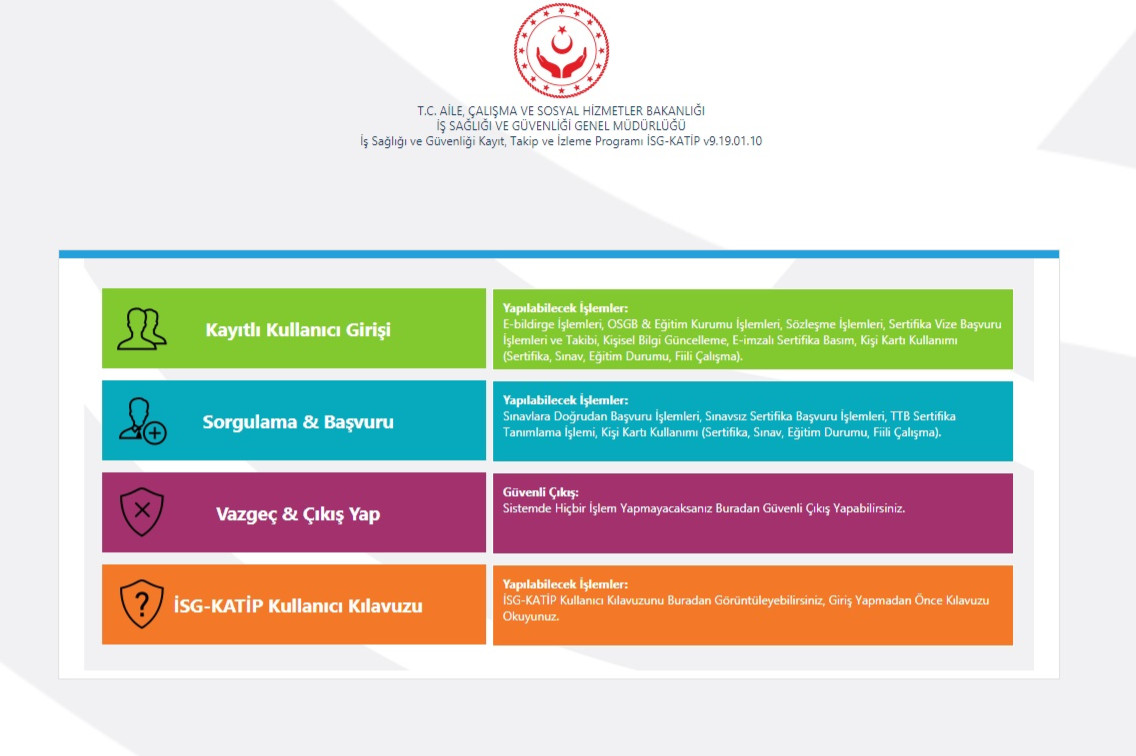 T.C. AİLE, ÇALIŞMA VE SOSYAL HİZMETLER BAKANLIĞI
İŞ SAĞLIĞI VE GÜVENLİĞİ GENEL MÜDÜRLÜĞÜ
İş Sağlığı ve Güvenliği Kayıt, Takip ve İzleme Programı İSG-KATİP v9.19.01.10
Kayıtlı Kullanıcı Girişi
Yapılabilecek İşlemler:
E-bildirge İşlemleri, OSGB & Eğitim Kurumu İşlemleri, Sözleşme İşlemleri, Sertifika Vize Başvuru
İşlemleri ve Takibi, Kişisel Bilgi Güncelleme, E-imzalı Sertifika Basım, Kişi Kartı Kullanımı
(Sertifika, Sınav, Eğitim Durumu, Fiili Çalışma).
Sorgulama & Başvuru
Yapılabilecek İşlemler:
Sınavlara Doğrudan Başvuru İşlemleri, Sınavsız Sertifika Başvuru İşlemleri, TTB Sertifika
Tanımlama İşlemi, Kişi Kartı Kullanımı (Sertifika, Sınav, Eğitim Durumu, Fiili Çalışma).
Vazgeç & Çıkış Yap
Güvenli Çıkış:
Sistemde Hiçbir İşlem Yapmayacaksanız Buradan Güvenli Çıkış Yapabilirsiniz.
İSG-KATİP Kullanıcı Kılavuzu
Yapılabilecek İşlemler:
İSG-KATİP Kullanıcı Kılavuzunu Buradan Görüntüleyebilirsiniz, Giriş Yapmadan Önce Kılavuzu
Okuyunuz.